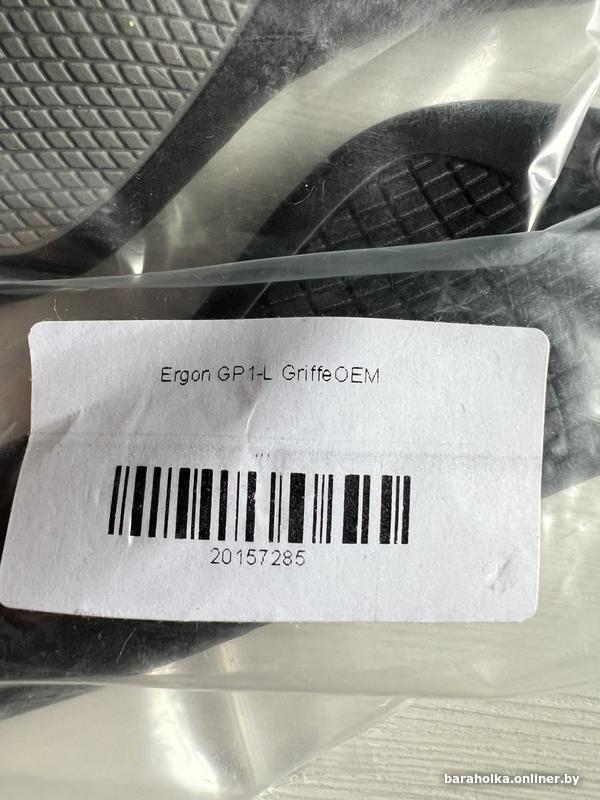 Ergon GP1-L GriffeOEM
20157285
baraholka.onliner.by